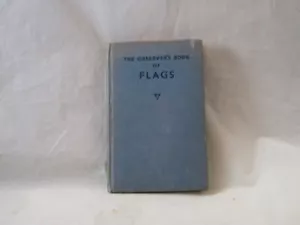 THE OBSERVER'S BOOK
OF
FLAGS